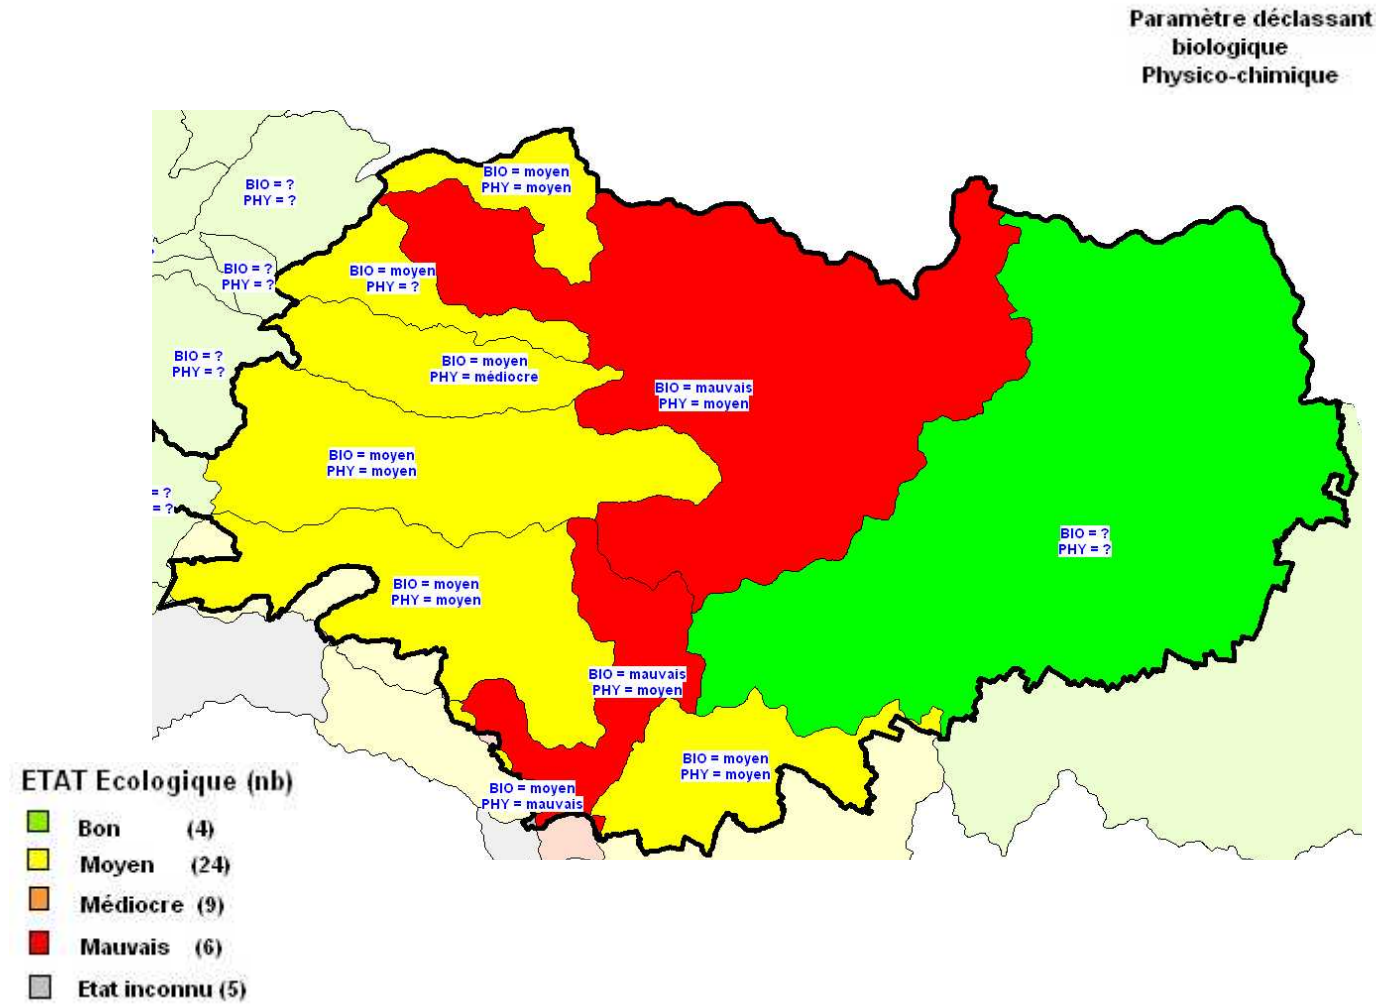 Paramètre déclassant
biologique
Physico-chimique
BIO = moyen
PHY = moyen
BIO = ?
PHY = ?
BIO = ?
PHY = ?
BIO = moyen
PHY = ?
BIO = ?
PHY = ?
BIO = moyen
PHY = médiocre
BIO = mauvais
PHY = moyen
BIO = moyen
PHY = moyen
= ?
= ?
BIO = ?
PHY = ?
BIO = moyen
PHY = moyen
BIO = mauvais
PHY = moyen
BIO = moyen
PHY = moyen
BIO = moyen
PHY = mauvais
ETAT Ecologique (nb)
Bon (4)
Moyen (24)
Médiocre (9)
Mauvais (6)
Etat inconnu (5)